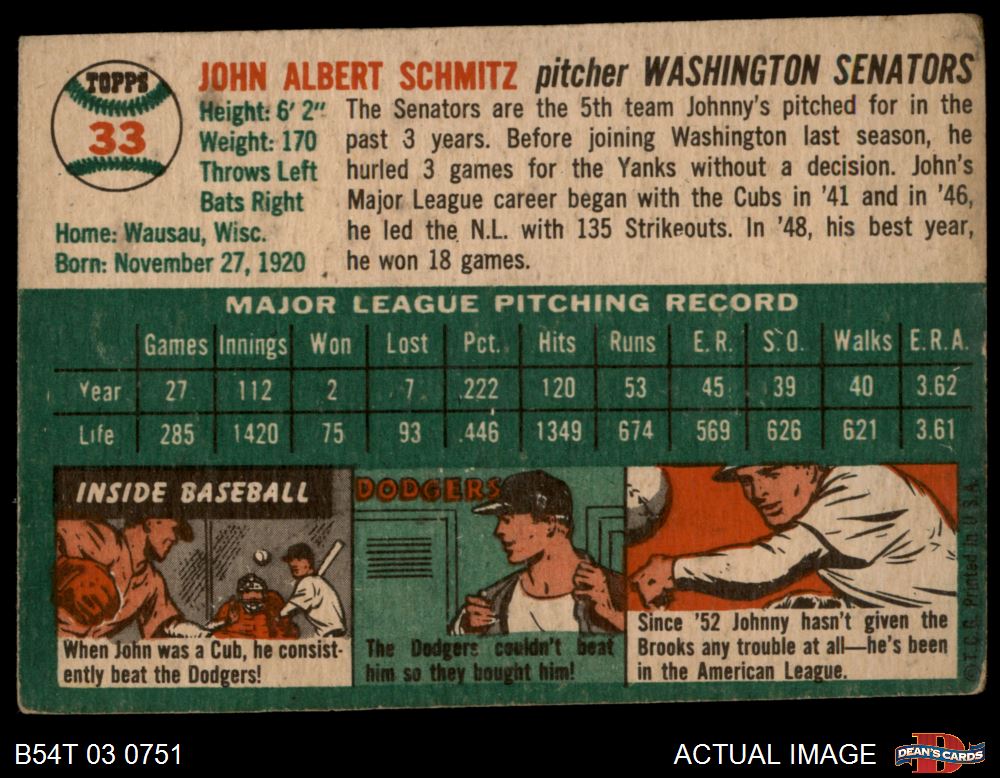 TOPPS
33
JOHN ALBERT SCHMITZ pitcher WASHINGTON SENATORS
Height: 6' 2"
Weight: 170
Throws Left
Bats Right
Home: Wausau, Wisc.
Born: November 27, 1920
The Senators are the 5th team Johnny's pitched for in the
past 3 years. Before joining Washington last season, he
hurled 3 games for the Yanks without a decision. John's
Major League career began with the Cubs in '41 and in '46,
he led the N.L. with 135 Strikeouts. In '48, his best year,
he won 18 games.
MAJOR LEAGUE PITCHING RECORD
Games Innings Won Lost Pct. Hits Runs E.R. S.O. Walks E.R.A.
Year 27 112 2 7 .222 120 53 45 39 40 3.62
Life 285 1420 75 93 .446 1349 674 569 626 621 3.61
INSIDE BASEBALL
When John was a Cub, he consist-
ently beat the Dodgers!
DODGERS
The Dodgers couldn't beat
him so they bought him!
Since '52 Johnny hasn't given the
Brooks any trouble at all—he's been
in the American League.
© T.C.G. Printed in U.S.A.
B54T 03 0751
ACTUAL IMAGE
D
DEAN'S CARDS